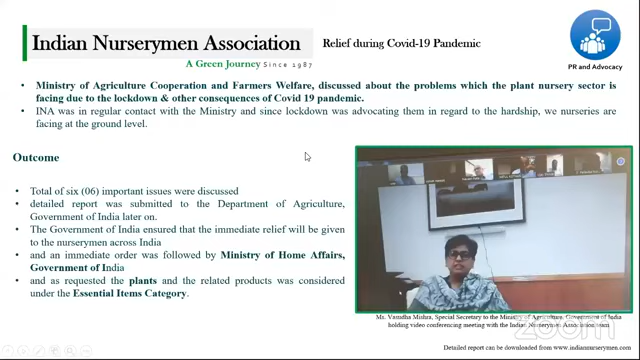 Indian Nurserymen Association
Relief during Covid-19 Pandemic
A Green Journey Since 1987
PR and Advocacy
• Ministry of Agriculture Cooperation and Farmers Welfare, discussed about the problems which the plant nursery sector is
facing due to the lockdown & other consequences of Covid 19 pandemic.
• INA was in regular contact with the Ministry and since lockdown was advocating them in regard to the hardship, we nurseries are
facing at the ground level.
Outcome
• Total of six (06) important issues were discussed
• detailed report was submitted to the Department of Agriculture,
Government of India later on.
• The Government of India ensured that the immediate relief will be given
to the nurserymen across India
• and an immediate order was followed by Ministry of Home Affairs,
Government of India
• and as requested the plants and the related products was considered
under the Essential Items Category.
Ms. Vasudha Mishra, Special Secretary to the Ministry of Agriculture, Government of India
holding video conferencing meeting with the Indian Nurserymen Association team
zoom
Detailed report can be downloaded from www.indiannurserymen.com